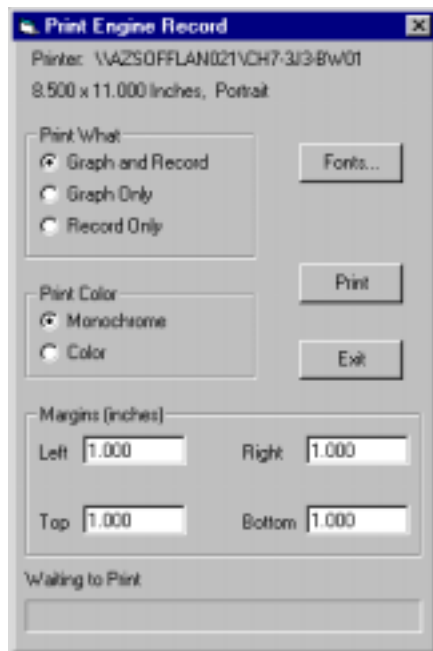 Print Engine Record
Printer: \\AZSOFFLAN021\CH7-3J3-BW01
8.500 x 11.000 Inches, Portrait
Print What
Graph and Record
Graph Only
Record Only
Fonts...
Print Color
Monochrome
Color
Print
Exit
Margins (inches)
Left 1.000 Right 1.000
Top 1.000 Bottom 1.000
Waiting to Print